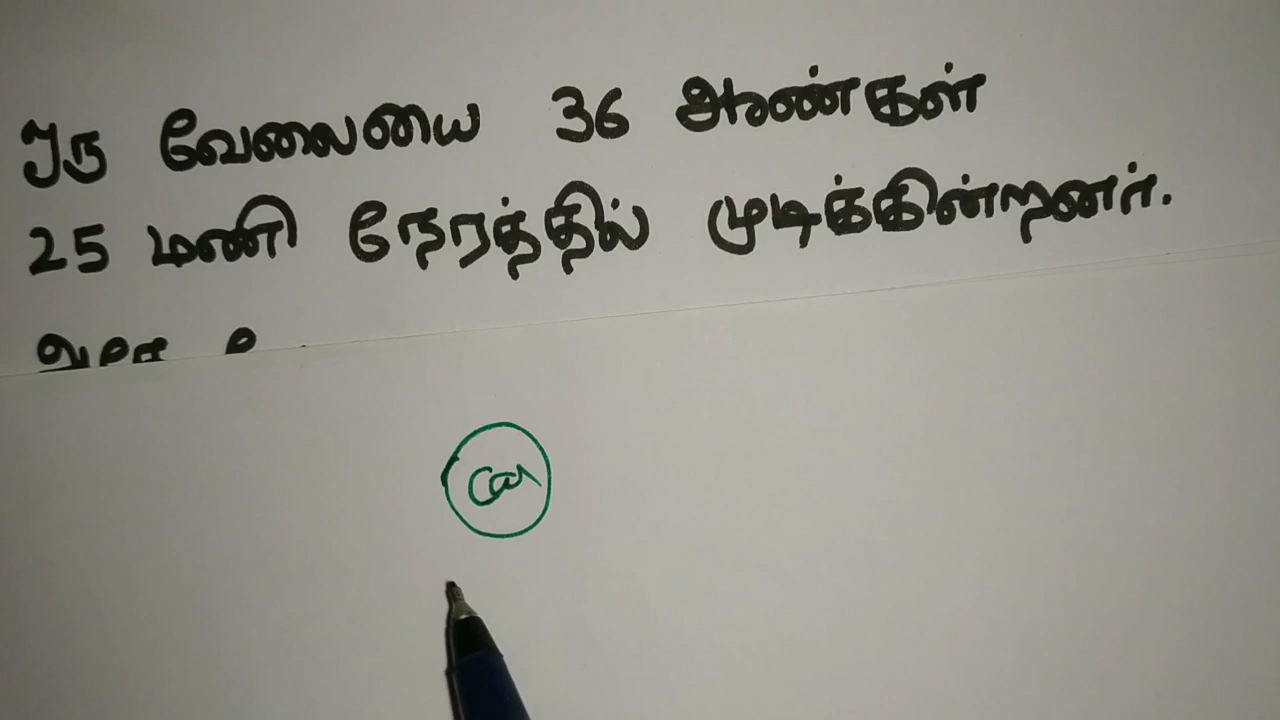 ஒரு வேலையை 36 ஆண்கள்
25 மணி நேரத்தில் முடிக்கின்றனர்.
வே